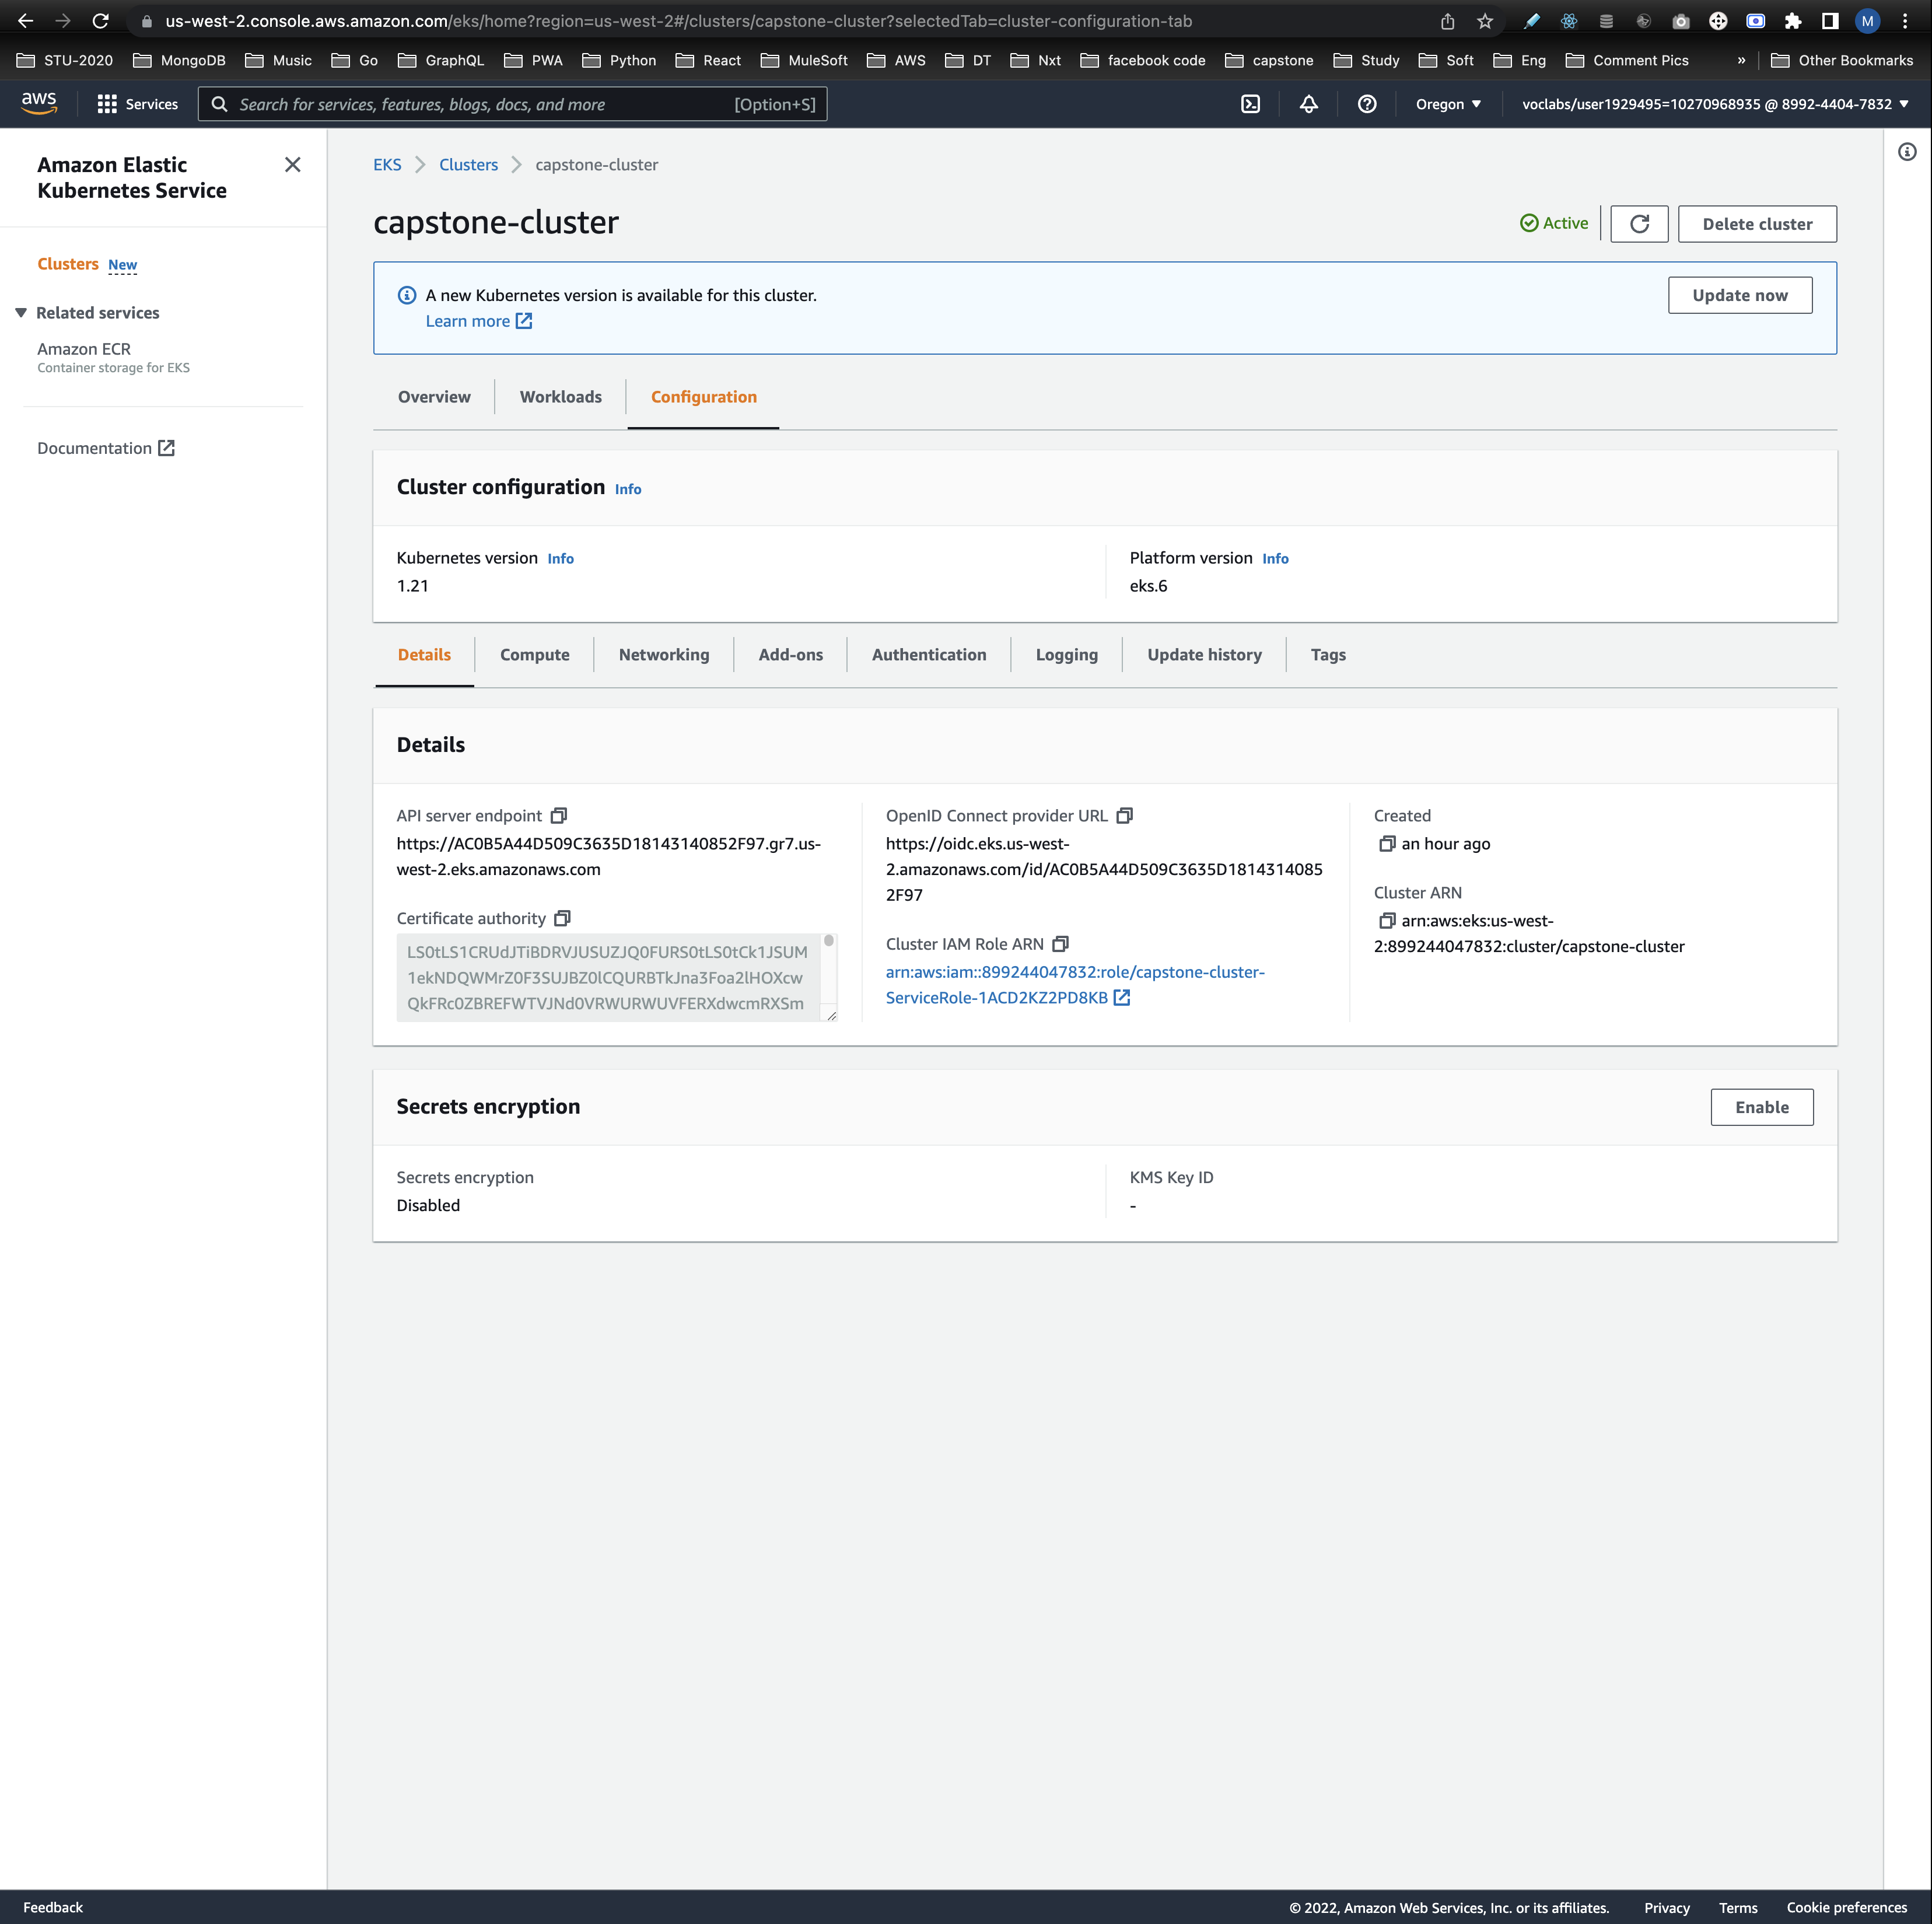 us-west-2.console.aws.amazon.com/eks/home?region=us-west-2#/clusters/capstone-cluster?selectedTab=cluster-configuration-tab
M
STU-2020 MongoDB Music Go GraphQL PWA Python React MuleSoft AWS DT Nxt facebook code capstone Study Soft Eng Comment Pics » Other Bookmarks
aws Services Search for services, features, blogs, docs, and more [Option+S] Oregon voclabs/user1929495=10270968935 @ 8992-4404-7832
Amazon Elastic
Kubernetes Service
Clusters New
Related services
Amazon ECR
Container storage for EKS
Documentation
EKS Clusters capstone-cluster
capstone-cluster
Active Delete cluster
A new Kubernetes version is available for this cluster.
Learn more
Update now
Overview Workloads Configuration
Cluster configuration Info
Kubernetes version Info
1.21
Platform version Info
eks.6
Details Compute Networking Add-ons Authentication Logging Update history Tags
Details
API server endpoint
https://AC0B5A44D509C3635D18143140852F97.gr7.us-
west-2.eks.amazonaws.com
Certificate authority
LS0tLS1CRUdJTiBDRVJUSUZJQ0FURS0tLS0tCk1JSUM
1ekNDQWMrZ0F3SUJBZ0lCQURBTkJna3Foa2lHOXcw
QkFRc0ZBREFWTVJNd0VRWURWUVFERXdwcmRXSm
OpenID Connect provider URL
https://oidc.eks.us-west-
2.amazonaws.com/id/AC0B5A44D509C3635D1814314085
2F97
Cluster IAM Role ARN
arn:aws:iam::899244047832:role/capstone-cluster-
ServiceRole-1ACD2KZ2PD8KB
Created
an hour ago
Cluster ARN
arn:aws:eks:us-west-
2:899244047832:cluster/capstone-cluster
Secrets encryption
Enable
Secrets encryption
Disabled
KMS Key ID
-
Feedback © 2022, Amazon Web Services, Inc. or its affiliates. Privacy Terms Cookie preferences